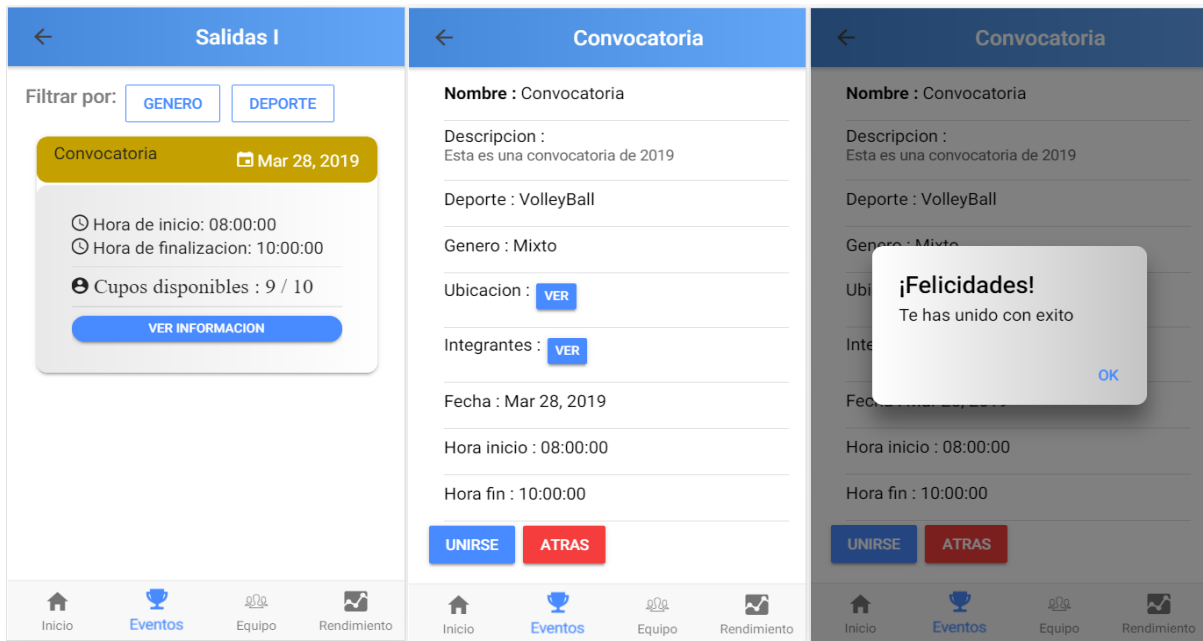 Salidas I
Filtrar por: GENERO DEPORTE
Convocatoria Mar 28, 2019
Hora de inicio: 08:00:00
Hora de finalizacion: 10:00:00
Cupos disponibles : 9 / 10
VER INFORMACION
Inicio Eventos Equipo Rendimiento
Convocatoria
Nombre : Convocatoria
Descripcion :
Esta es una convocatoria de 2019
Deporte : VolleyBall
Genero : Mixto
Ubicacion : VER
Integrantes : VER
Fecha : Mar 28, 2019
Hora inicio : 08:00:00
Hora fin : 10:00:00
UNIRSE ATRAS
Inicio Eventos Equipo Rendimiento
Convocatoria
Nombre : Convocatoria
Descripcion :
Esta es una convocatoria de 2019
Deporte : VolleyBall
Genero : Mixto
¡Felicidades!
Te has unido con exito
OK
Hora inicio : 08:00:00
Hora fin : 10:00:00
UNIRSE ATRAS
Inicio Eventos Equipo Rendimiento